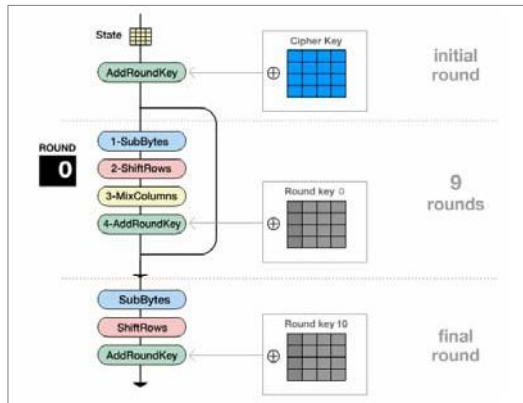 State
Cipher Key
AddRoundKey
initial
round
ROUND
0
1-SubBytes
2-ShiftRows
3-MixColumns
4-AddRoundKey
Round key 0
9
rounds
SubBytes
ShiftRows
AddRoundKey
Round key 10
final
round